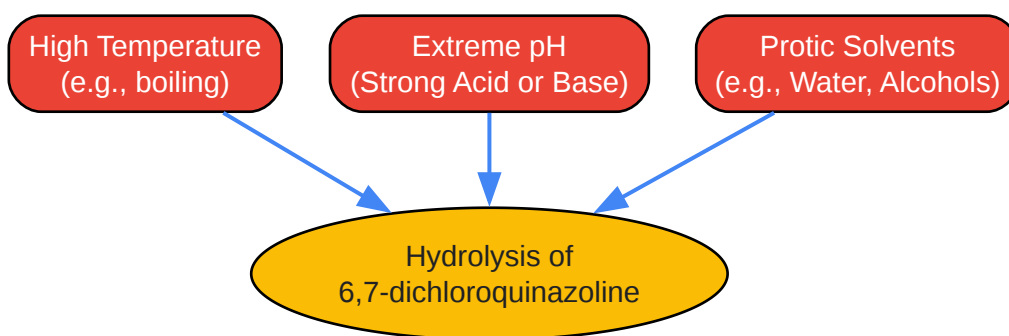 High Temperature
(e.g., boiling)
Extreme pH
(Strong Acid or Base)
Protic Solvents
(e.g., Water, Alcohols)
Hydrolysis of
6,7-dichloroquinazoline